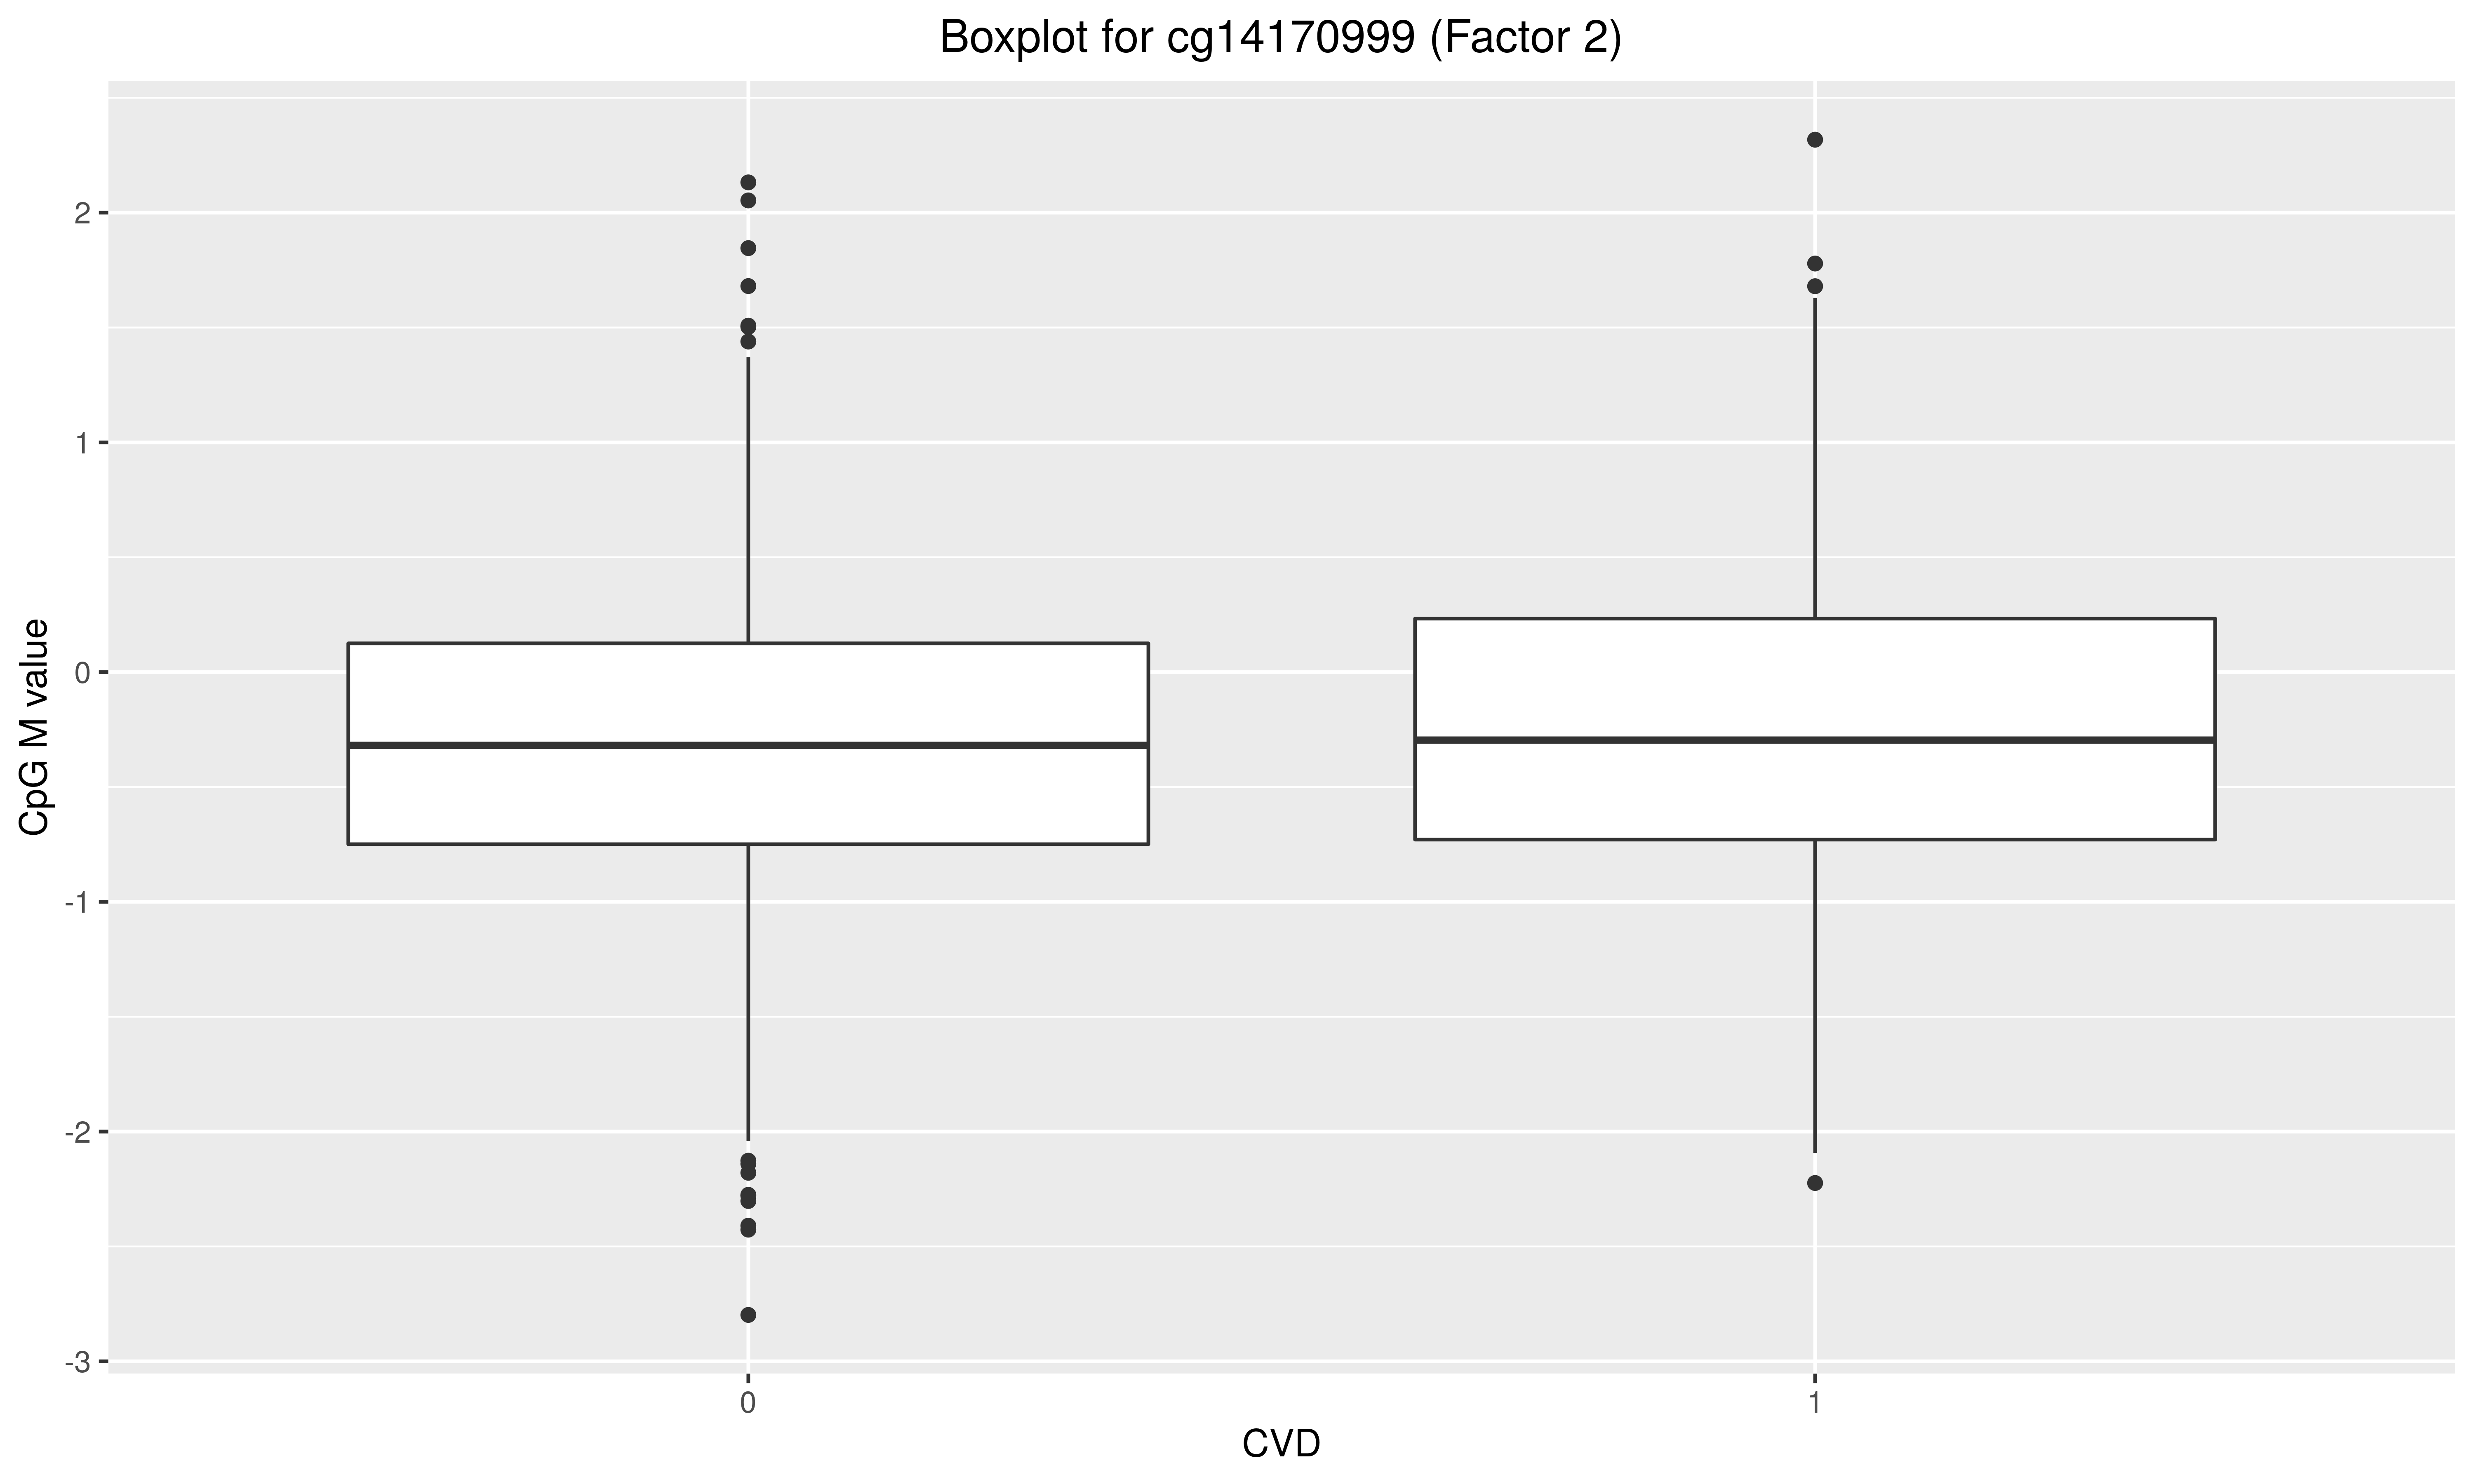 Boxplot for cg14170999 (Factor 2)
CpG M value
2
1
0
-1
-2
-3
0
1
CVD